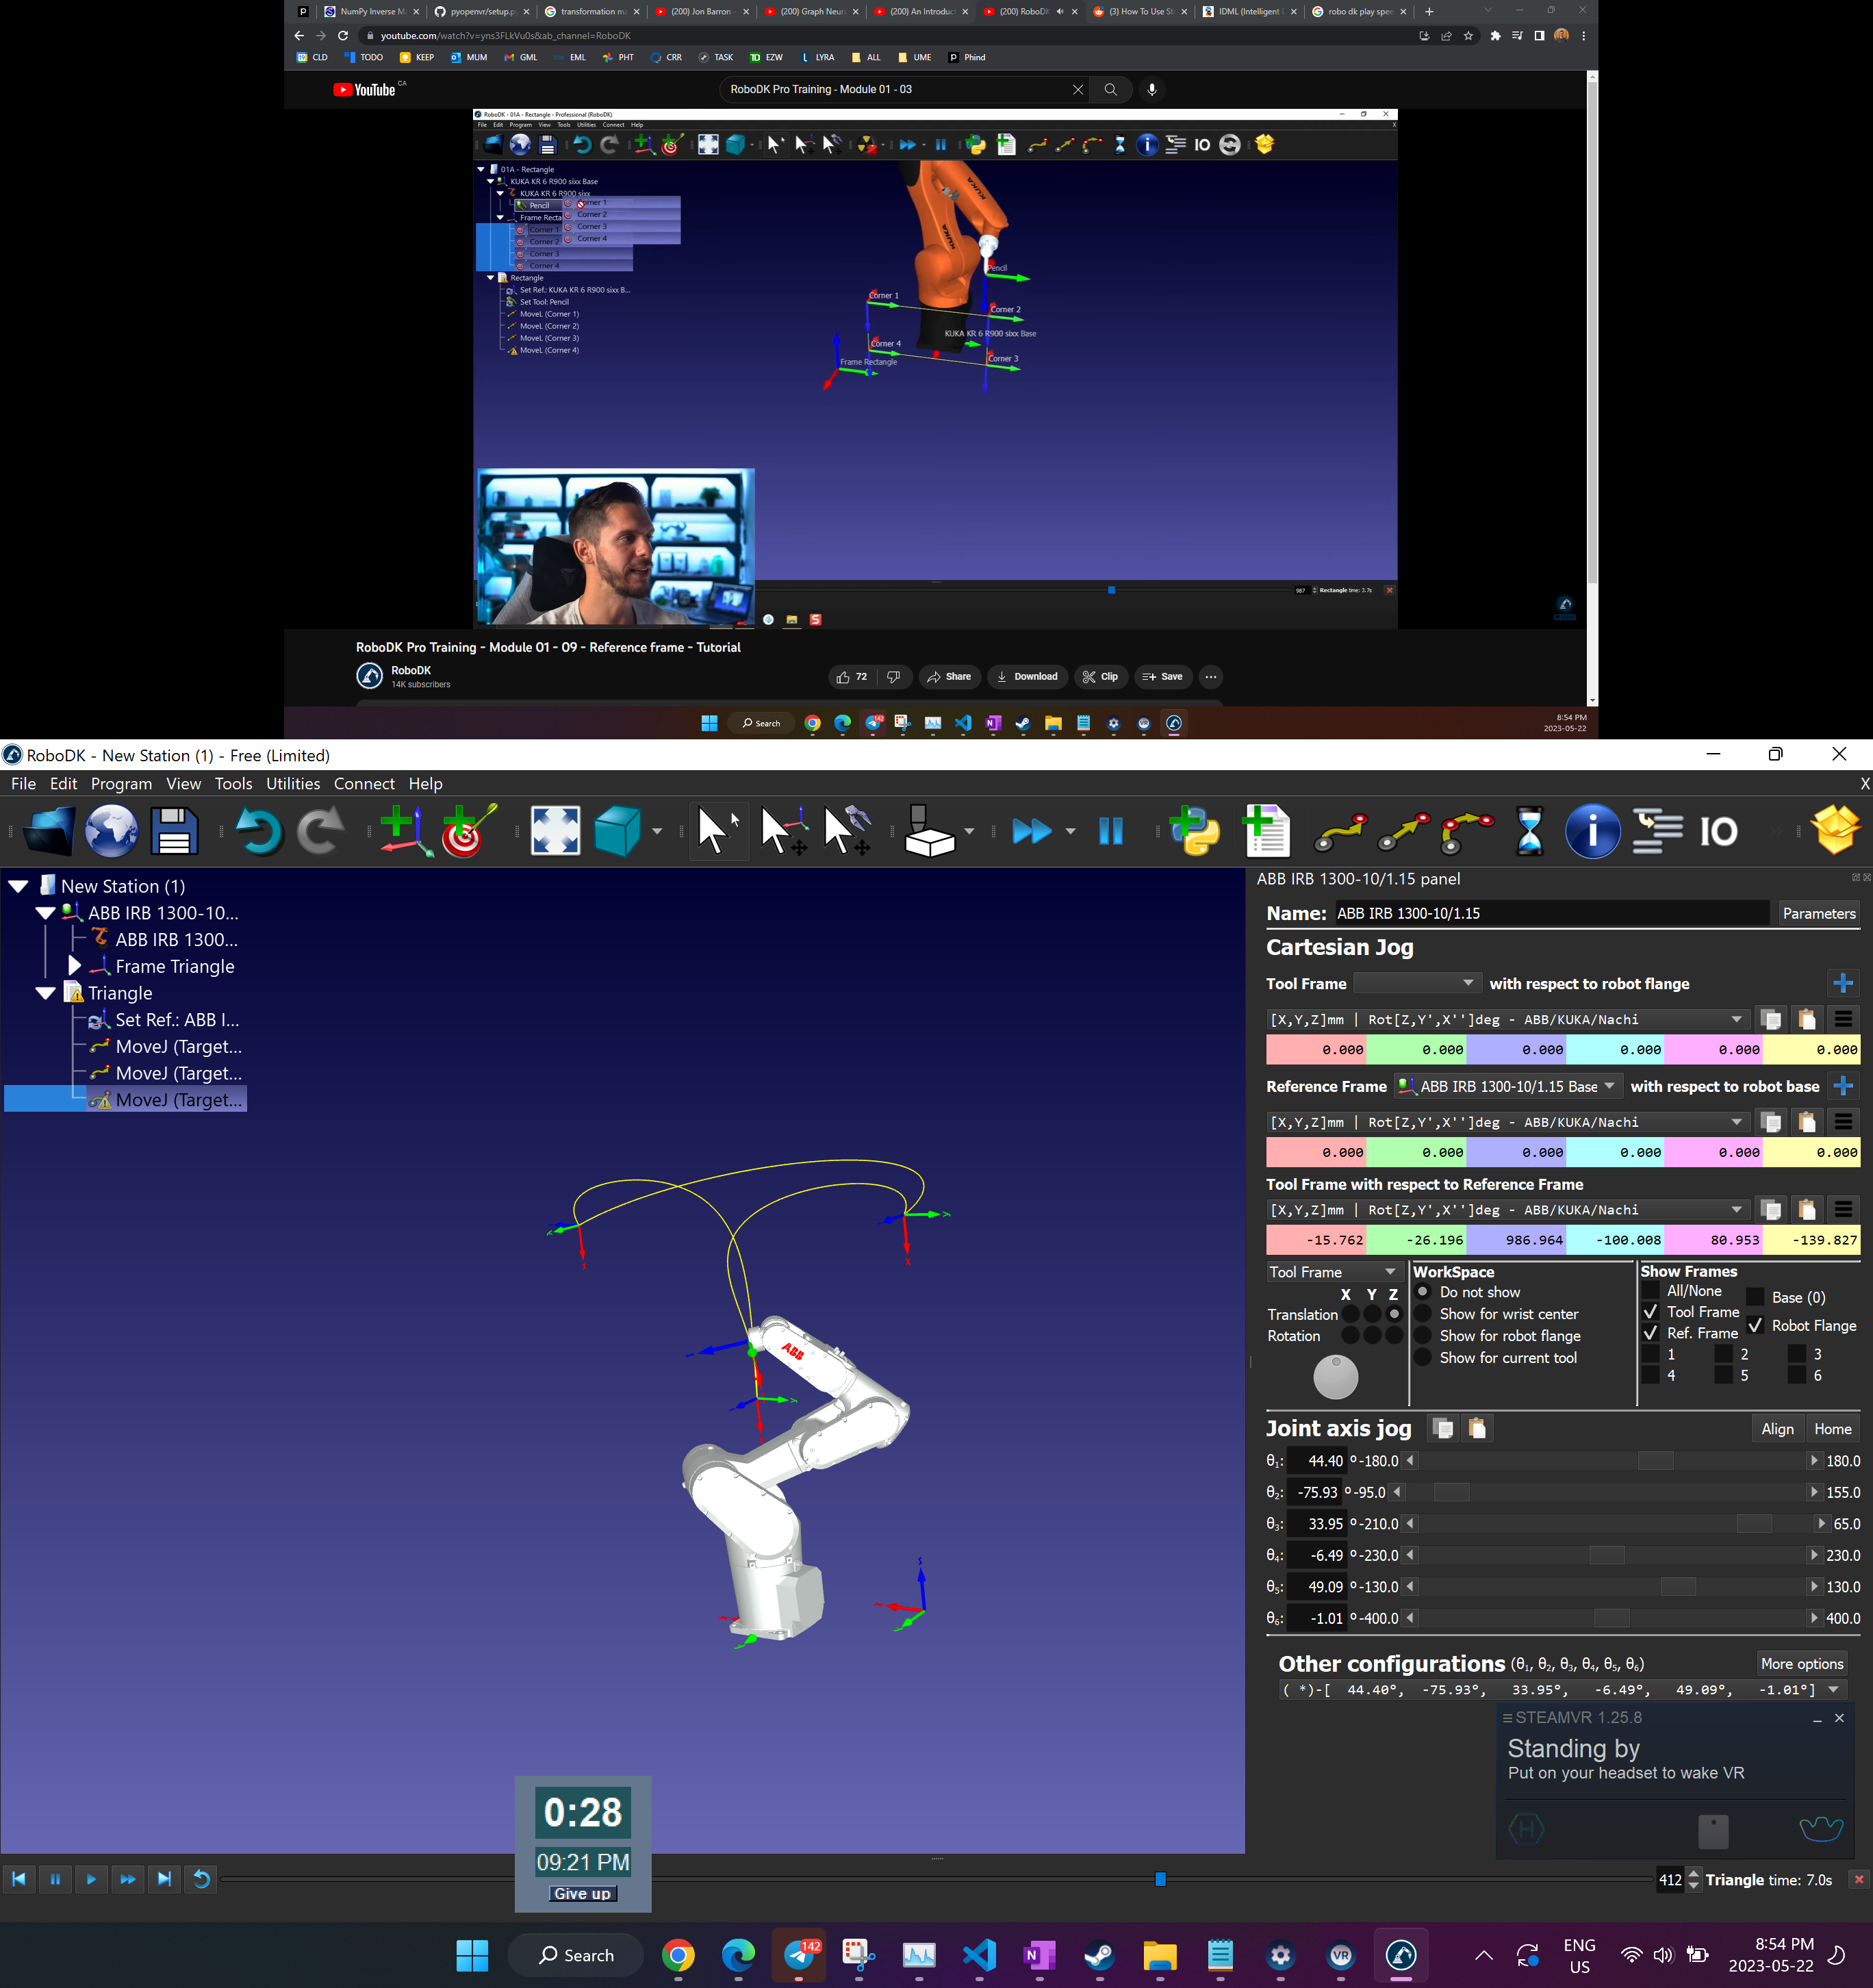 NumPy Inverse M
pyopenvr/setup.p
transformation m
(200) Jon Barron -
(200) Graph Neur
(200) An Introduc
(200) RoboDK
(3) How To Use St
IDML (Intelligent
robo dk play spee
youtube.com/watch?v=yns3FLkVu0s&ab_channel=RoboDK
CLD
TODO
KEEP
MUM
GML
EML
PHT
CRR
TASK
EZW
LYRA
ALL
UME
Phind
YouTube CA
RoboDK Pro Training - Module 01 - 03
RoboDK - 01A - Rectangle - Professional (RoboDK)
File Edit Program View Tools Utilities Connect Help
IO
01A - Rectangle
KUKA KR 6 R900 sixx Base
KUKA KR 6 R900 sixx
Pencil
Corner 1
Corner 2
Corner 3
Corner 4
Frame Recta
Corner 1
Corner 2
Corner 3
Corner 4
Rectangle
Set Ref.: KUKA KR 6 R900 sixx B...
Set Tool: Pencil
MoveL (Corner 1)
MoveL (Corner 2)
MoveL (Corner 3)
MoveL (Corner 4)
KUKA
KUKA
Pencil
Corner 1
Corner 2
KUKA KR 6 R900 sixx Base
Corner 4
Corner 3
Frame Rectangle
987 Rectangle time: 3.7s
RoboDK Pro Training - Module 01 - 09 - Reference frame - Tutorial
RoboDK
14K subscribers
72
Share
Download
Clip
Save
Search
142
8:54 PM
2023-05-22
RoboDK - New Station (1) - Free (Limited)
File Edit Program View Tools Utilities Connect Help
X
IO
New Station (1)
ABB IRB 1300-10...
ABB IRB 1300...
Frame Triangle
Triangle
Set Ref.: ABB I...
MoveJ (Target...
MoveJ (Target...
MoveJ (Target...
ABB
ABB IRB 1300-10/1.15 panel
Name: ABB IRB 1300-10/1.15 Parameters
Cartesian Jog
Tool Frame with respect to robot flange
[X,Y,Z]mm | Rot[Z,Y',X'']deg - ABB/KUKA/Nachi
0.000 0.000 0.000 0.000 0.000 0.000
Reference Frame ABB IRB 1300-10/1.15 Base with respect to robot base
[X,Y,Z]mm | Rot[Z,Y',X'']deg - ABB/KUKA/Nachi
0.000 0.000 0.000 0.000 0.000 0.000
Tool Frame with respect to Reference Frame
[X,Y,Z]mm | Rot[Z,Y',X'']deg - ABB/KUKA/Nachi
-15.762 -26.196 986.964 -100.008 80.953 -139.827
Tool Frame
X Y Z
Translation
Rotation
WorkSpace
Do not show
Show for wrist center
Show for robot flange
Show for current tool
Show Frames
All/None
Base (0)
Tool Frame
Robot Flange
Ref. Frame
1 2 3
4 5 6
Joint axis jog Align Home
θ₁: 44.40 º -180.0 180.0
θ₂: -75.93 º -95.0 155.0
θ₃: 33.95 º -210.0 65.0
θ₄: -6.49 º -230.0 230.0
θ₅: 49.09 º -130.0 130.0
θ₆: -1.01 º -400.0 400.0
Other configurations (θ₁, θ₂, θ₃, θ₄, θ₅, θ₆) More options
( *)-[ 44.40°, -75.93°, 33.95°, -6.49°, 49.09°, -1.01°]
STEAMVR 1.25.8
Standing by
Put on your headset to wake VR
0:28
09:21 PM
Give up
412 Triangle time: 7.0s
Search
142
ENG
US
8:54 PM
2023-05-22